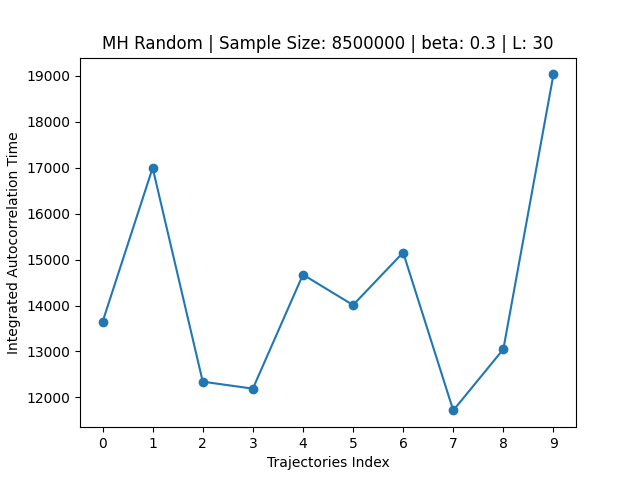 MH Random | Sample Size: 8500000 | beta: 0.3 | L: 30
Integrated Autocorrelation Time
19000
18000
17000
16000
15000
14000
13000
12000
0 1 2 3 4 5 6 7 8 9
Trajectories Index